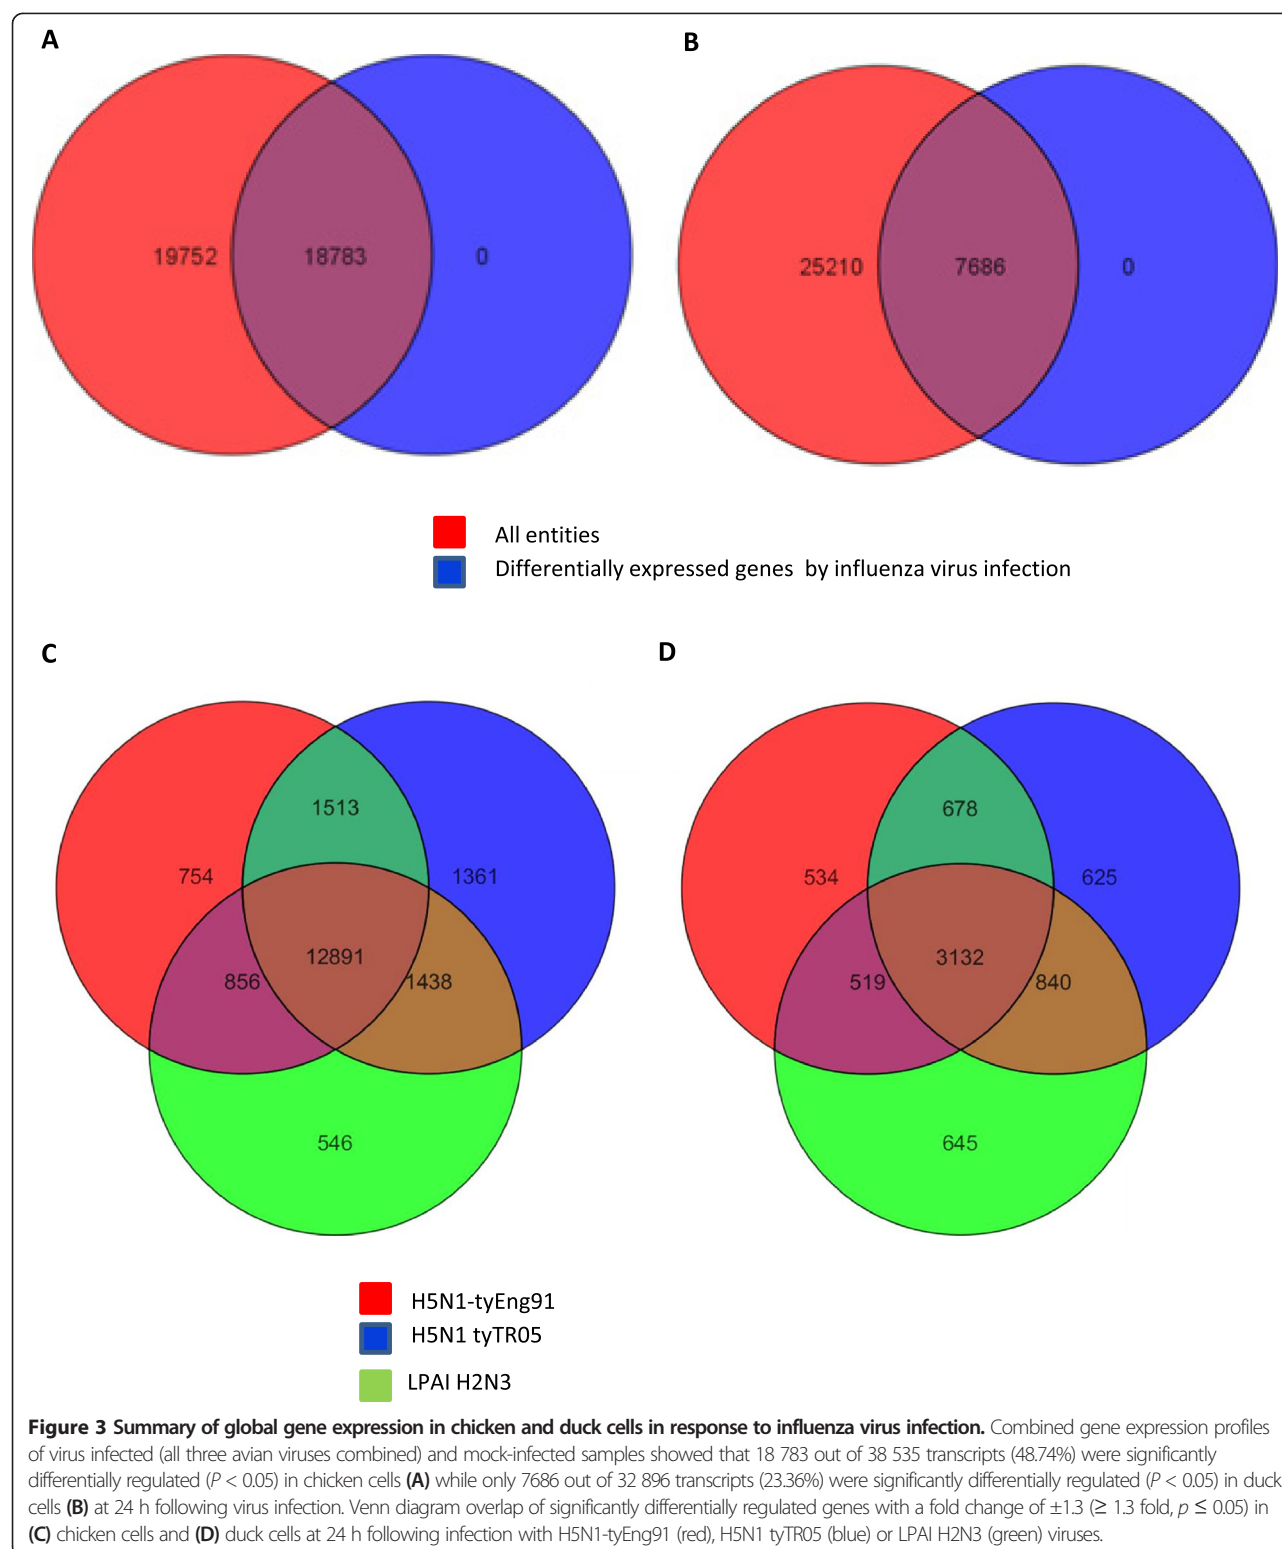 A
B
19752
18783
0
25210
7686
0
All entities
Differentially expressed genes by influenza virus infection
C
D
1513
754
1361
12891
856
1438
546
678
534
625
3132
519
840
645
H5N1-tyEng91
H5N1 tyTR05
LPAI H2N3
Figure 3 Summary of global gene expression in chicken and duck cells in response to influenza virus infection. Combined gene expression profiles
of virus infected (all three avian viruses combined) and mock-infected samples showed that 18 783 out of 38 535 transcripts (48.74%) were significantly
differentially regulated (P < 0.05) in chicken cells (A) while only 7686 out of 32 896 transcripts (23.36%) were significantly differentially regulated (P < 0.05) in duck
cells (B) at 24 h following virus infection. Venn diagram overlap of significantly differentially regulated genes with a fold change of ±1.3 (≥ 1.3 fold, p ≤ 0.05) in
(C) chicken cells and (D) duck cells at 24 h following infection with H5N1-tyEng91 (red), H5N1 tyTR05 (blue) or LPAI H2N3 (green) viruses.